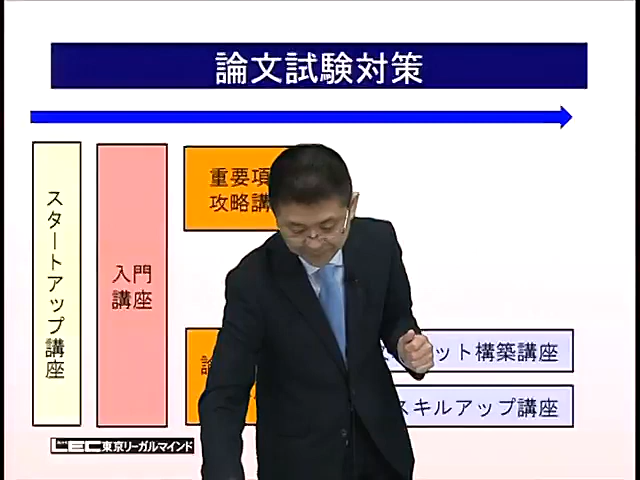 論文試験対策
スタートアップ講座
入門
講座
重要項
攻略講
論
ット構築講座
スキルアップ講座
LEC東京リーガルマインド